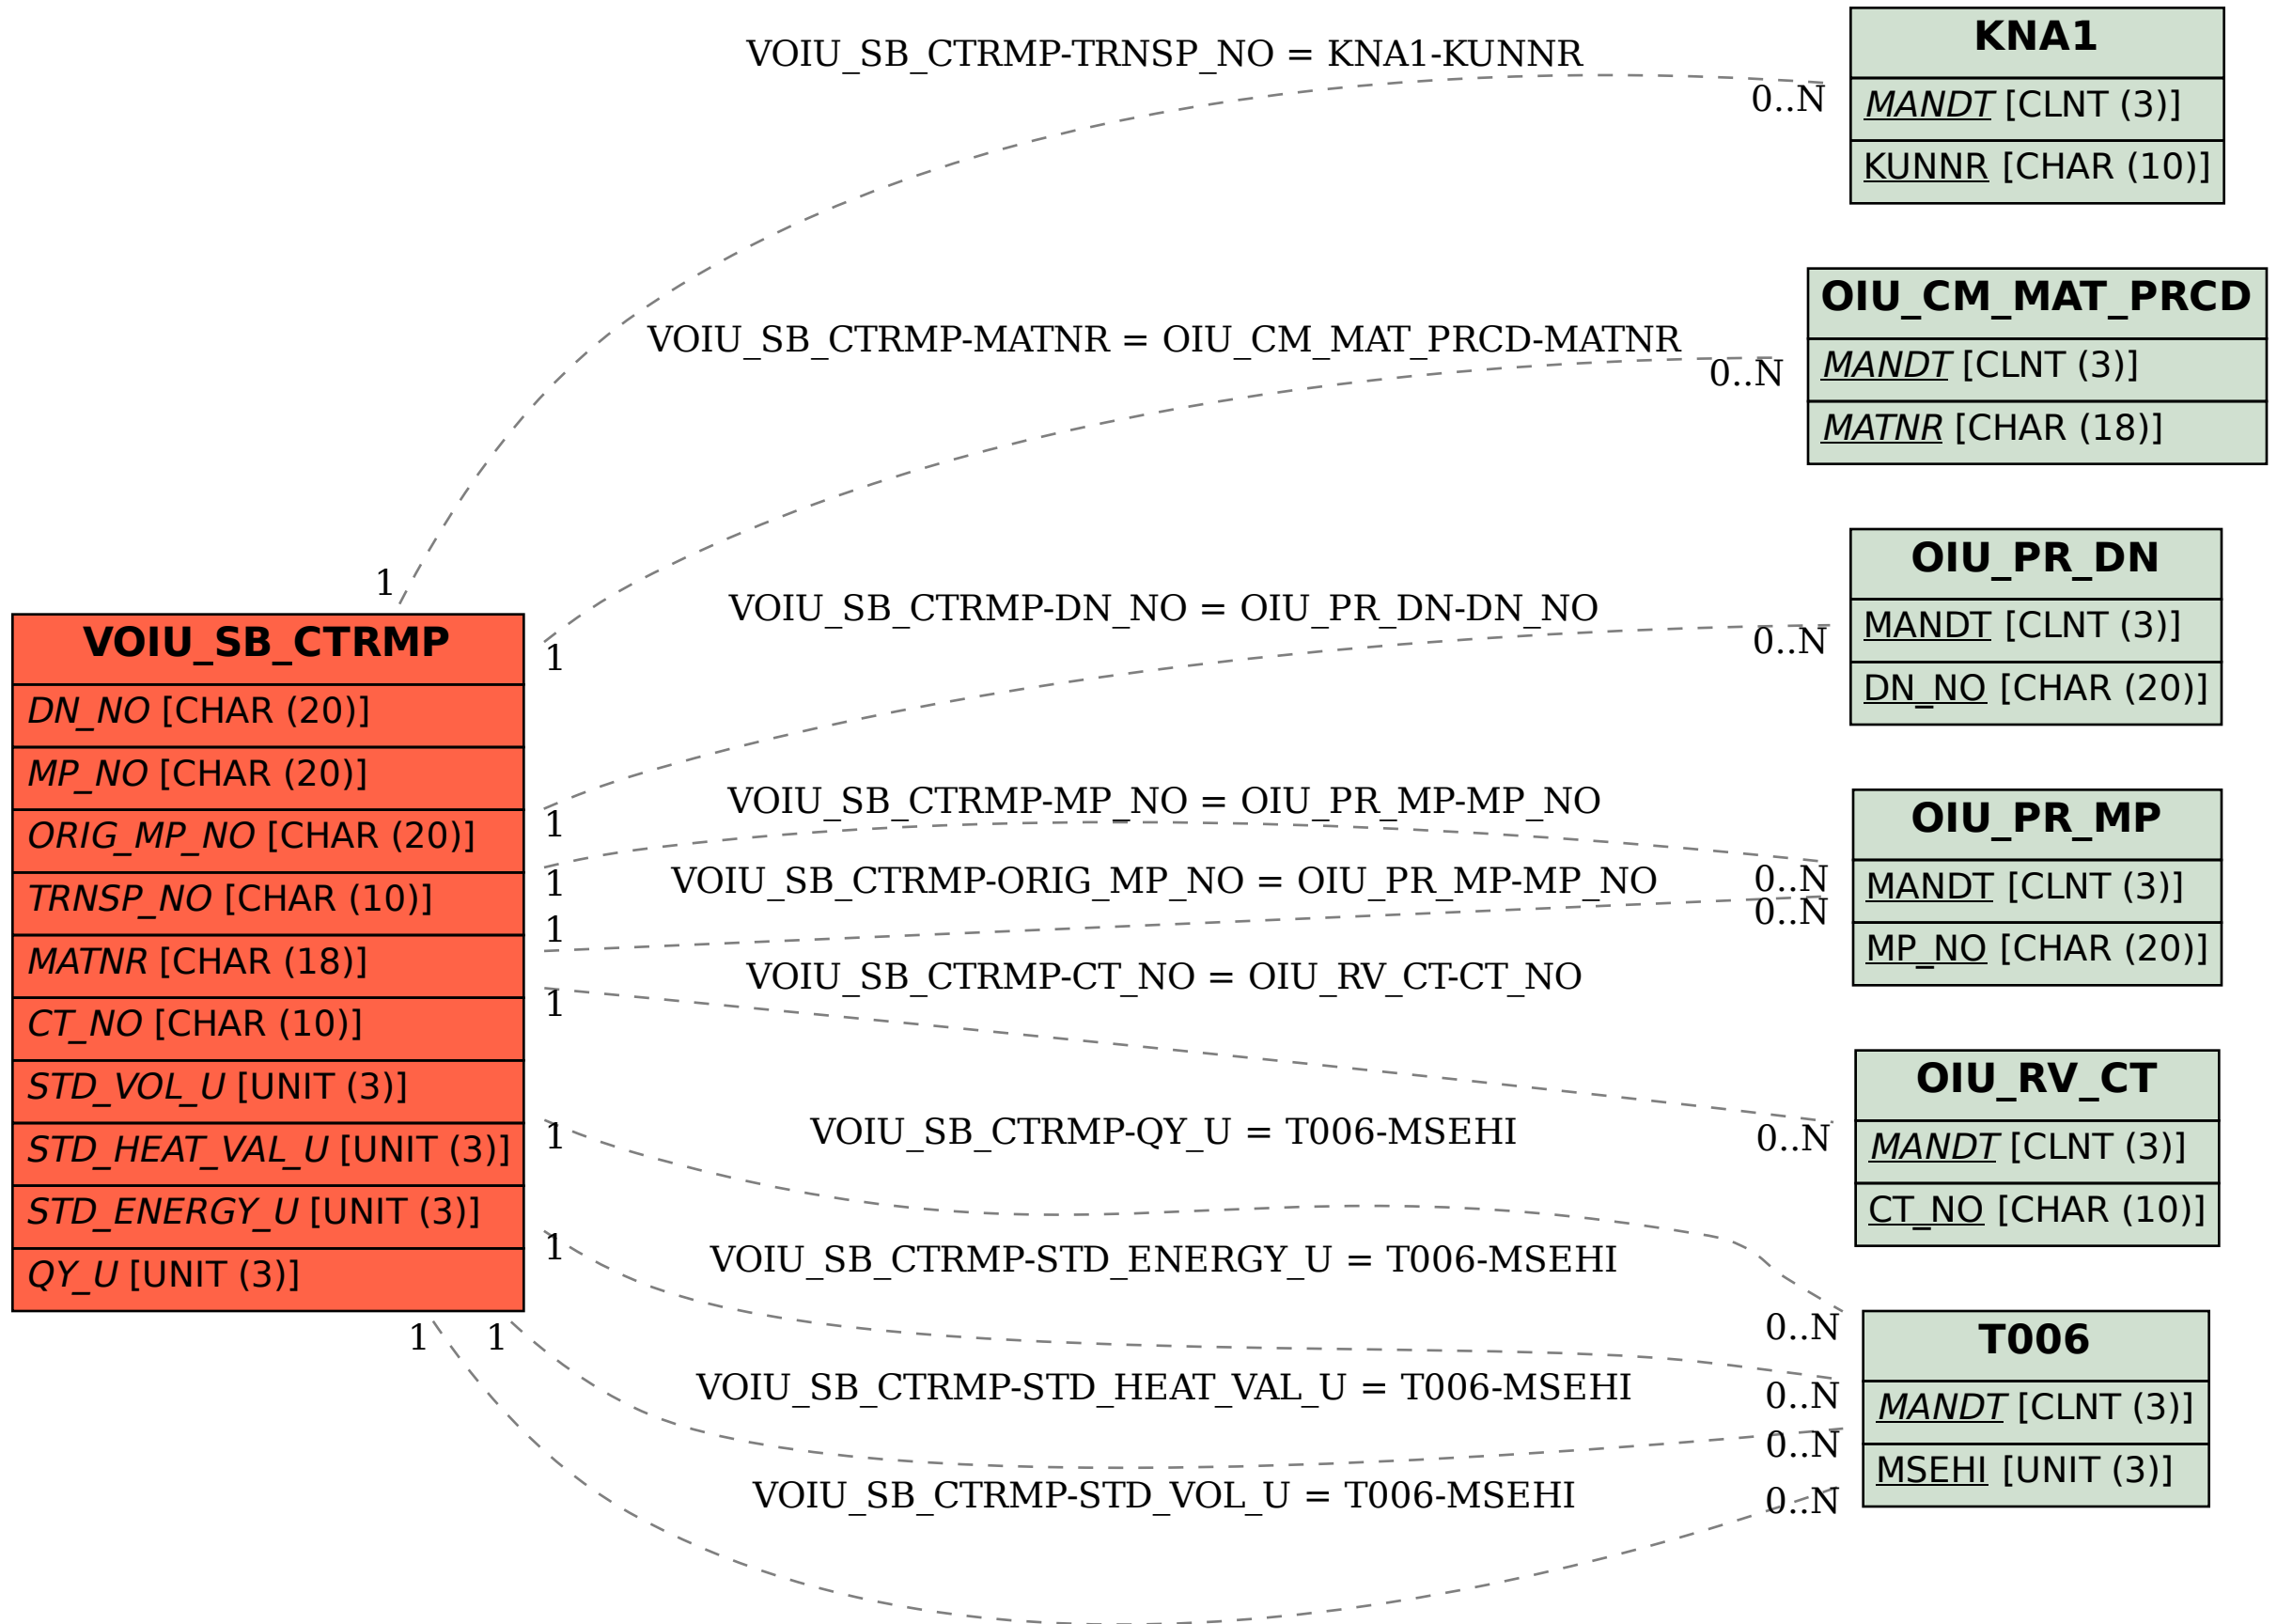 VOIU_SB_CTRMP
DN_NO [CHAR (20)]
MP_NO [CHAR (20)]
ORIG_MP_NO [CHAR (20)]
TRNSP_NO [CHAR (10)]
MATNR [CHAR (18)]
CT_NO [CHAR (10)]
STD_VOL_U [UNIT (3)]
STD_HEAT_VAL_U [UNIT (3)]
STD_ENERGY_U [UNIT (3)]
QY_U [UNIT (3)]
VOIU_SB_CTRMP-TRNSP_NO = KNA1-KUNNR
1
0..N
VOIU_SB_CTRMP-MATNR = OIU_CM_MAT_PRCD-MATNR
1
0..N
VOIU_SB_CTRMP-DN_NO = OIU_PR_DN-DN_NO
1
0..N
VOIU_SB_CTRMP-MP_NO = OIU_PR_MP-MP_NO
1
0..N
VOIU_SB_CTRMP-ORIG_MP_NO = OIU_PR_MP-MP_NO
1
0..N
VOIU_SB_CTRMP-CT_NO = OIU_RV_CT-CT_NO
1
0..N
VOIU_SB_CTRMP-QY_U = T006-MSEHI
1
0..N
VOIU_SB_CTRMP-STD_ENERGY_U = T006-MSEHI
1
0..N
VOIU_SB_CTRMP-STD_HEAT_VAL_U = T006-MSEHI
1
0..N
VOIU_SB_CTRMP-STD_VOL_U = T006-MSEHI
1
0..N
KNA1
MANDT [CLNT (3)]
KUNNR [CHAR (10)]
OIU_CM_MAT_PRCD
MANDT [CLNT (3)]
MATNR [CHAR (18)]
OIU_PR_DN
MANDT [CLNT (3)]
DN_NO [CHAR (20)]
OIU_PR_MP
MANDT [CLNT (3)]
MP_NO [CHAR (20)]
OIU_RV_CT
MANDT [CLNT (3)]
CT_NO [CHAR (10)]
T006
MANDT [CLNT (3)]
MSEHI [UNIT (3)]